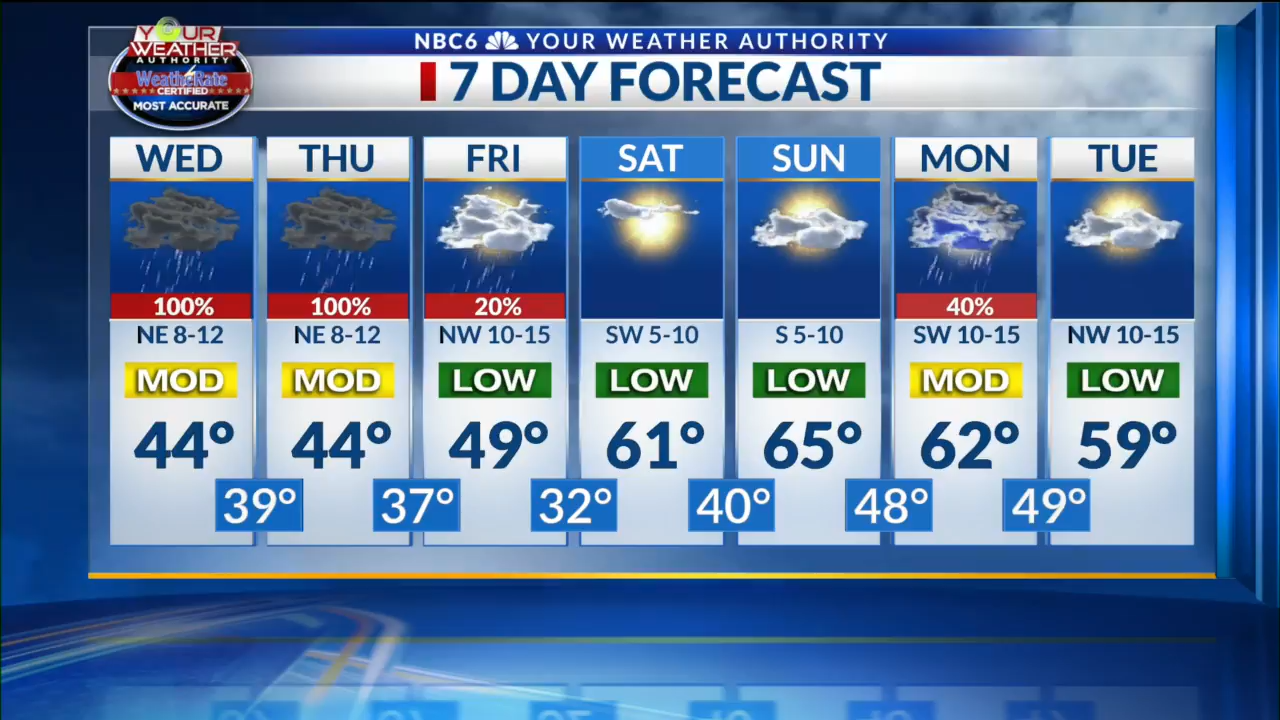 YOUR
WEATHER
AUTHORITY
WeatheRate
CERTIFIED
MOST ACCURATE
NBC6 YOUR WEATHER AUTHORITY
7 DAY FORECAST
WED THU FRI SAT SUN MON TUE
100% 100% 20% 40%
NE 8-12 NE 8-12 NW 10-15 SW 5-10 S 5-10 SW 10-15 NW 10-15
MOD MOD LOW LOW LOW MOD LOW
44° 44° 49° 61° 65° 62° 59°
39° 37° 32° 40° 48° 49°